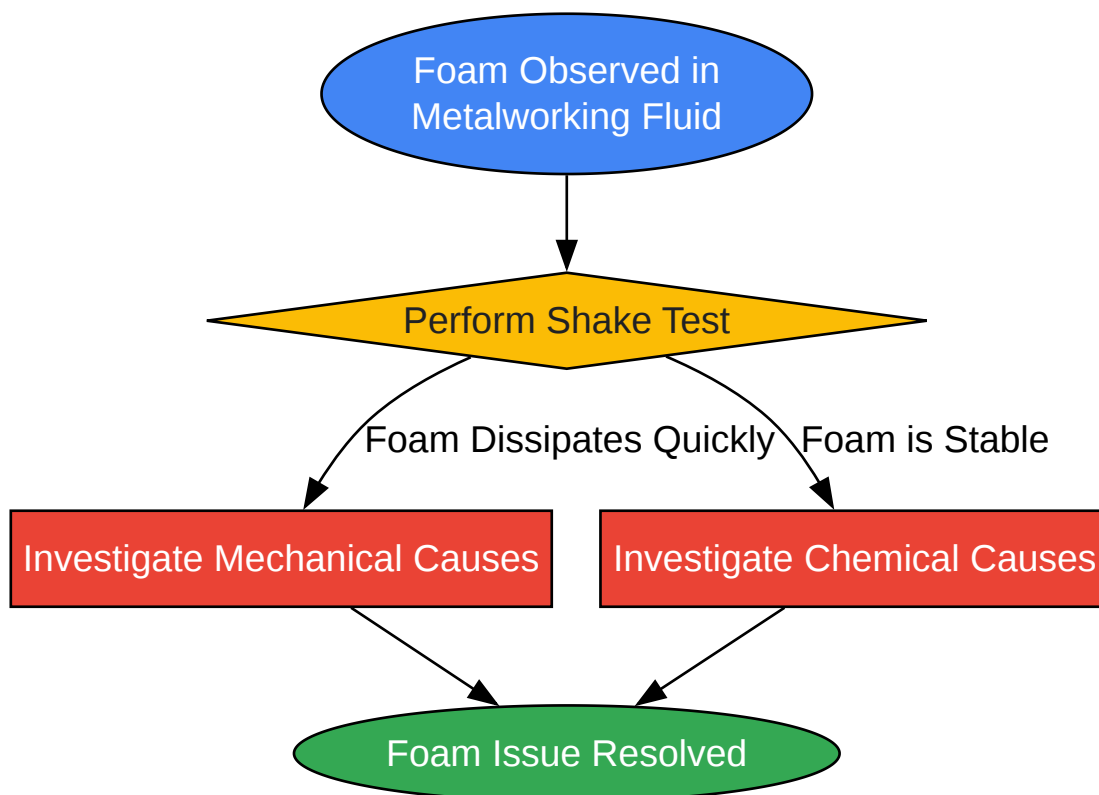 Foam Observed in
Metalworking Fluid
Perform Shake Test
Foam Dissipates Quickly
Foam is Stable
Investigate Mechanical Causes
Investigate Chemical Causes
Foam Issue Resolved